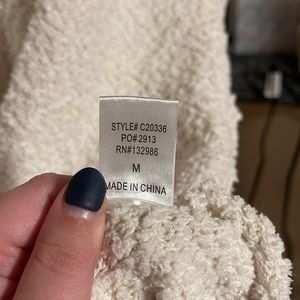 STYLE# C20336
PO# 2913
RN#132986
M
MADE IN CHINA